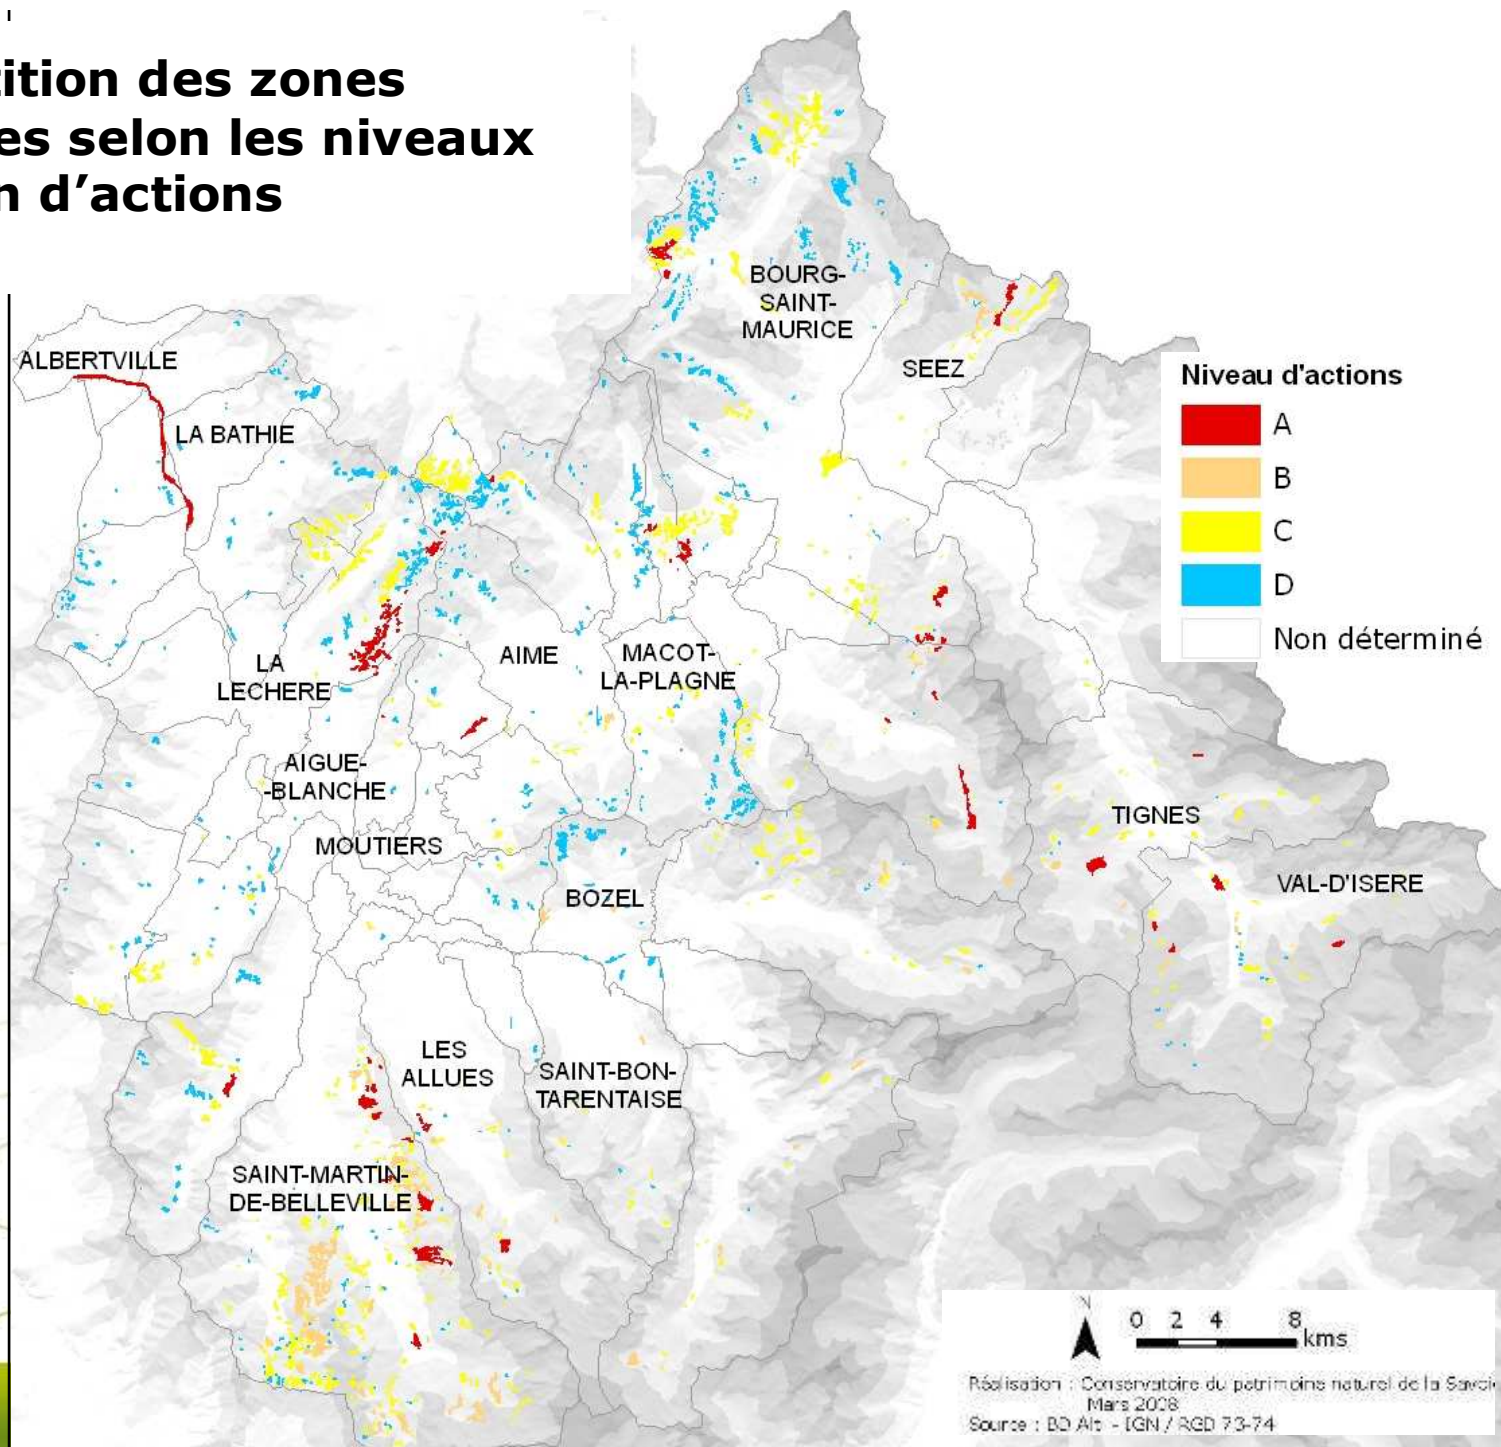 tition des zones
es selon les niveaux
n d’actions
BOURG-
SAINT-
MAURICE
SEEZ
ALBERTVILLE
LA BATHIE
Niveau d'actions
A
B
C
D
Non déterminé
LA
LECHERE
AIME
MACOT-
LA-PLAGNE
AIGUE-
-BLANCHE
MOUTIERS
TIGNES
BOZEL
VAL-D'ISERE
LES
ALLUES
SAINT-BON-
TARENTAISE
SAINT-MARTIN-
DE-BELLEVILLE
N
0 2 4 8
kms
Réalisation : Conservatoire du patrimoine naturel de la Savoie
Mars 2008
Source : BD Alti - IGN / RGD 73-74